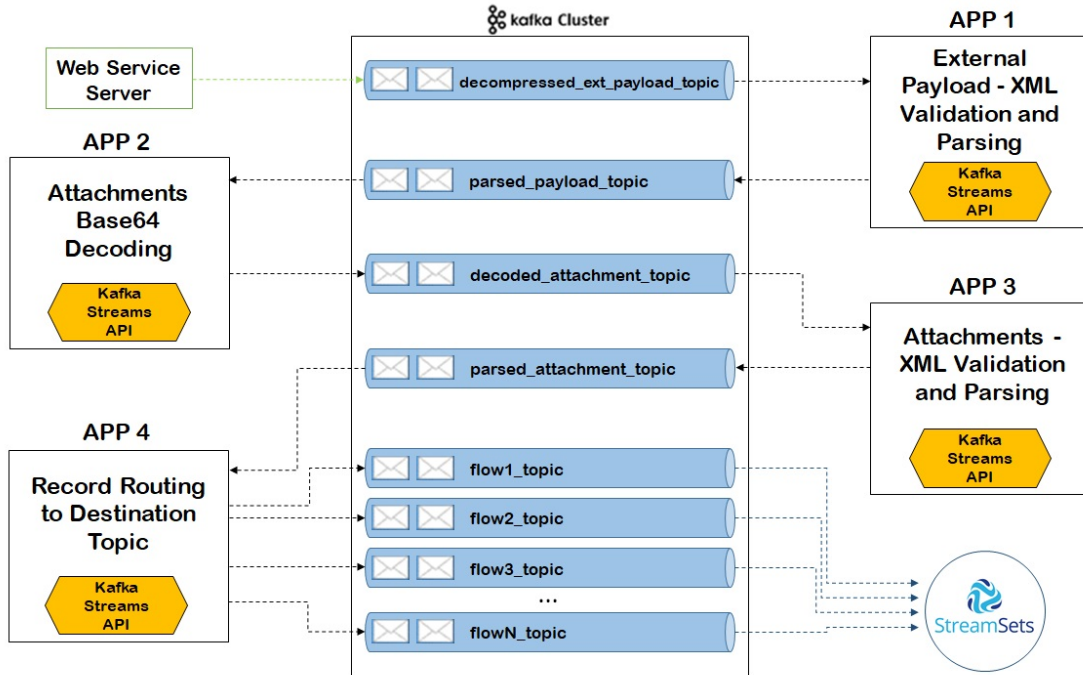 kafka Cluster
Web Service
Server
decompressed_ext_payload_topic
APP 1
External
Payload - XML
Validation and
Parsing
Kafka
Streams
API
APP 2
Attachments
Base64
Decoding
Kafka
Streams
API
parsed_payload_topic
decoded_attachment_topic
APP 3
Attachments -
XML Validation
and Parsing
Kafka
Streams
API
parsed_attachment_topic
APP 4
Record Routing
to Destination
Topic
Kafka
Streams
API
flow1_topic
flow2_topic
flow3_topic
...
flowN_topic
StreamSets